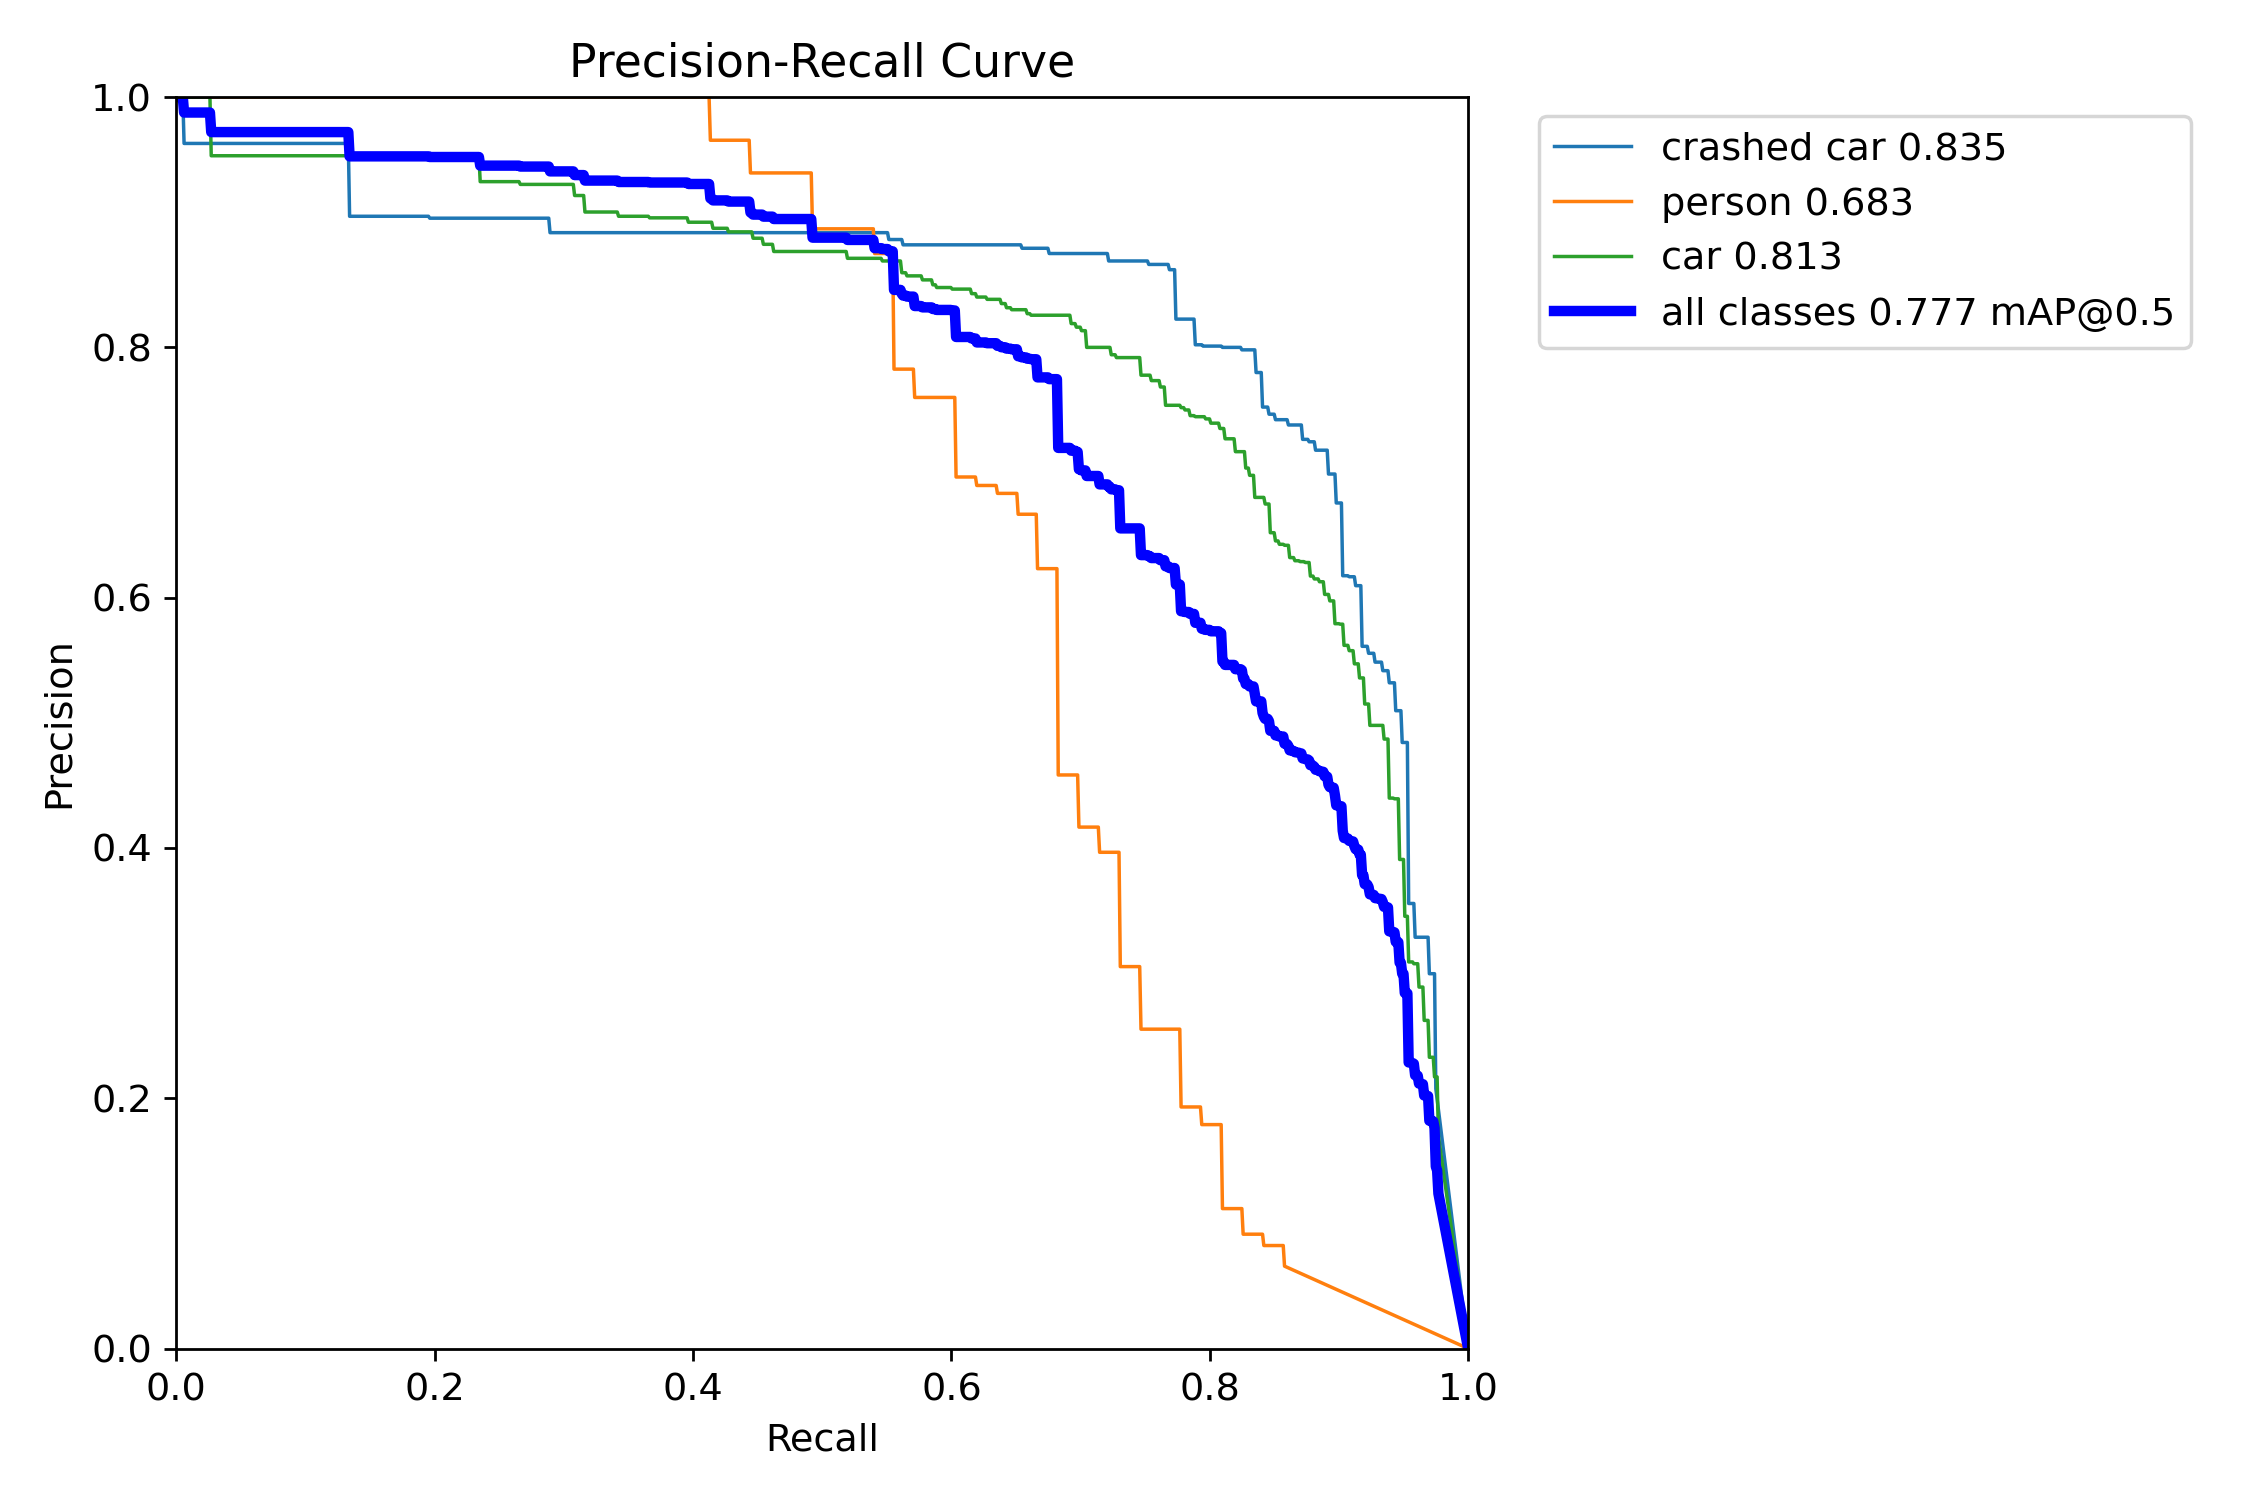 Precision-Recall Curve
1.0
0.8
0.6
0.4
0.2
0.0
Precision
0.0 0.2 0.4 0.6 0.8 1.0
Recall
crashed car 0.835
person 0.683
car 0.813
all classes 0.777 mAP@0.5